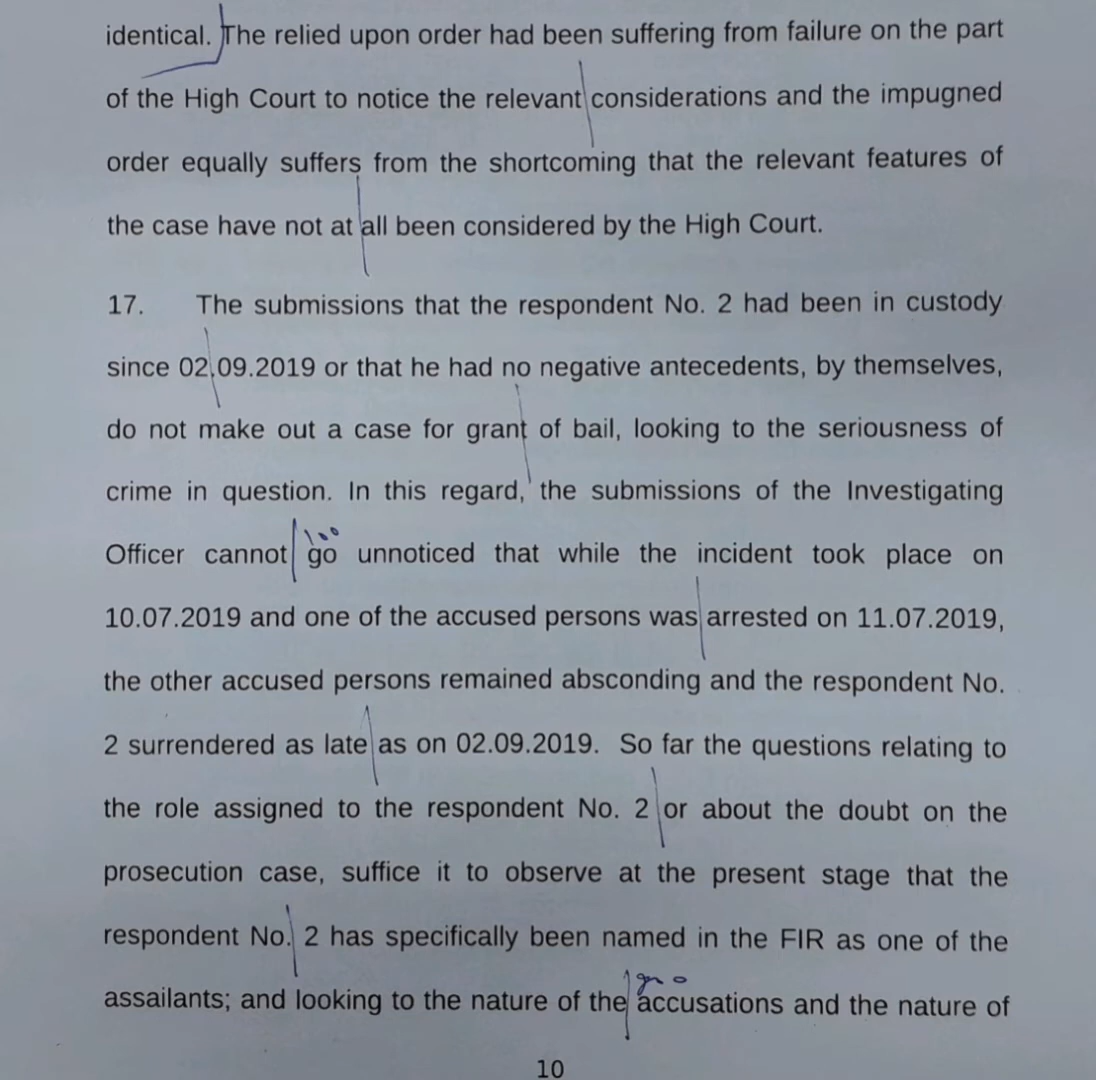 identical. The relied upon order had been suffering from failure on the part
of the High Court to notice the relevant considerations and the impugned
order equally suffers from the shortcoming that the relevant features of
the case have not at all been considered by the High Court.
17. The submissions that the respondent No. 2 had been in custody
since 02.09.2019 or that he had no negative antecedents, by themselves,
do not make out a case for grant of bail, looking to the seriousness of
crime in question. In this regard, the submissions of the Investigating
100
Officer cannot go unnoticed that while the incident took place on
10.07.2019 and one of the accused persons was arrested on 11.07.2019,
the other accused persons remained absconding and the respondent No.
2 surrendered as late as on 02.09.2019. So far the questions relating to
the role assigned to the respondent No. 2 or about the doubt on the
prosecution case, suffice it to observe at the present stage that the
respondent No. 2 has specifically been named in the FIR as one of the
assailants; and looking to the nature of the accusations and the nature of
10